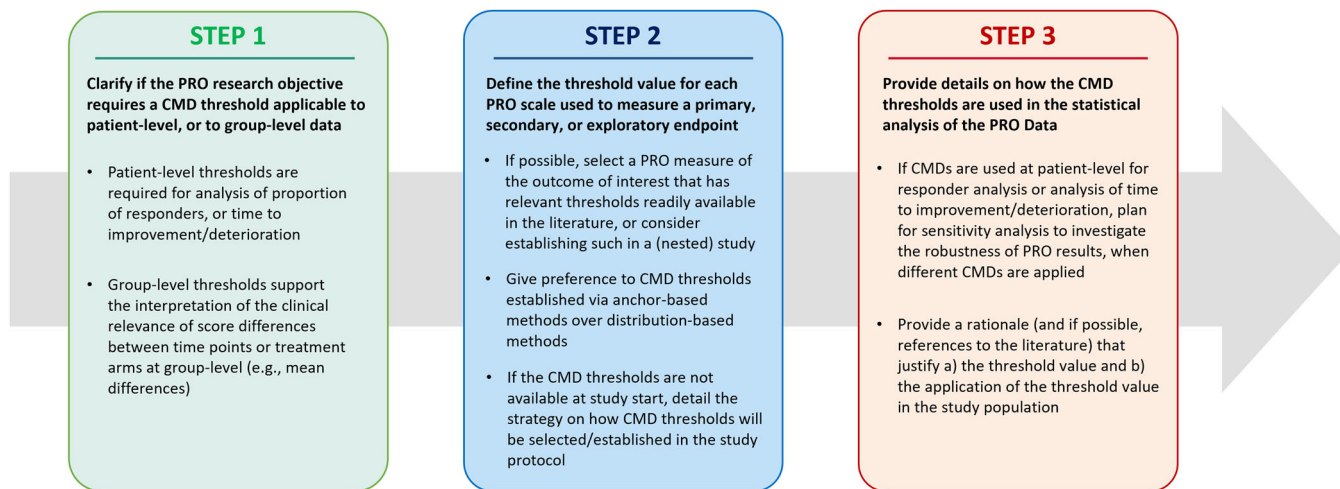 STEP 1
Clarify if the PRO research objective
requires a CMD threshold applicable to
patient-level, or to group-level data
• Patient-level thresholds are
required for analysis of proportion
of responders, or time to
improvement/deterioration
• Group-level thresholds support
the interpretation of the clinical
relevance of score differences
between time points or treatment
arms at group-level (e.g., mean
differences)
STEP 2
Define the threshold value for each
PRO scale used to measure a primary,
secondary, or exploratory endpoint
• If possible, select a PRO measure of
the outcome of interest that has
relevant thresholds readily available
in the literature, or consider
establishing such in a (nested) study
• Give preference to CMD thresholds
established via anchor-based
methods over distribution-based
methods
• If the CMD thresholds are not
available at study start, detail the
strategy on how CMD thresholds will
be selected/established in the study
protocol
STEP 3
Provide details on how the CMD
thresholds are used in the statistical
analysis of the PRO Data
• If CMDs are used at patient-level for
responder analysis or analysis of time
to improvement/deterioration, plan
for sensitivity analysis to investigate
the robustness of PRO results, when
different CMDs are applied
• Provide a rationale (and if possible,
references to the literature) that
justify a) the threshold value and b)
the application of the threshold value
in the study population